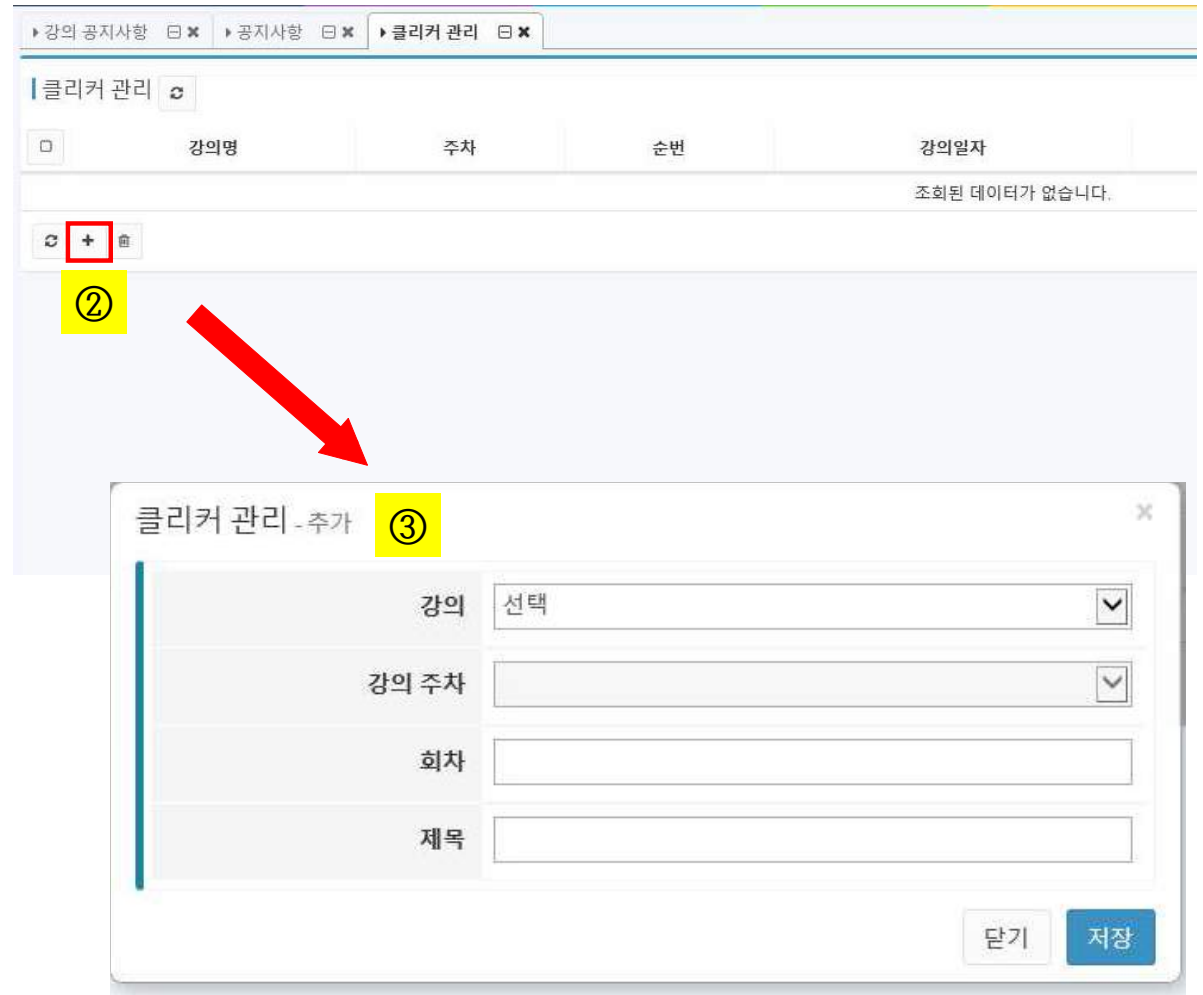 강의 공지사항 공지사항 클리커 관리
클리커 관리
강의명 주차 순번 강의일자
조회된 데이터가 없습니다.
②
클리커 관리 - 추가 ③
강의 선택
강의 주차
회차
제목
닫기 저장